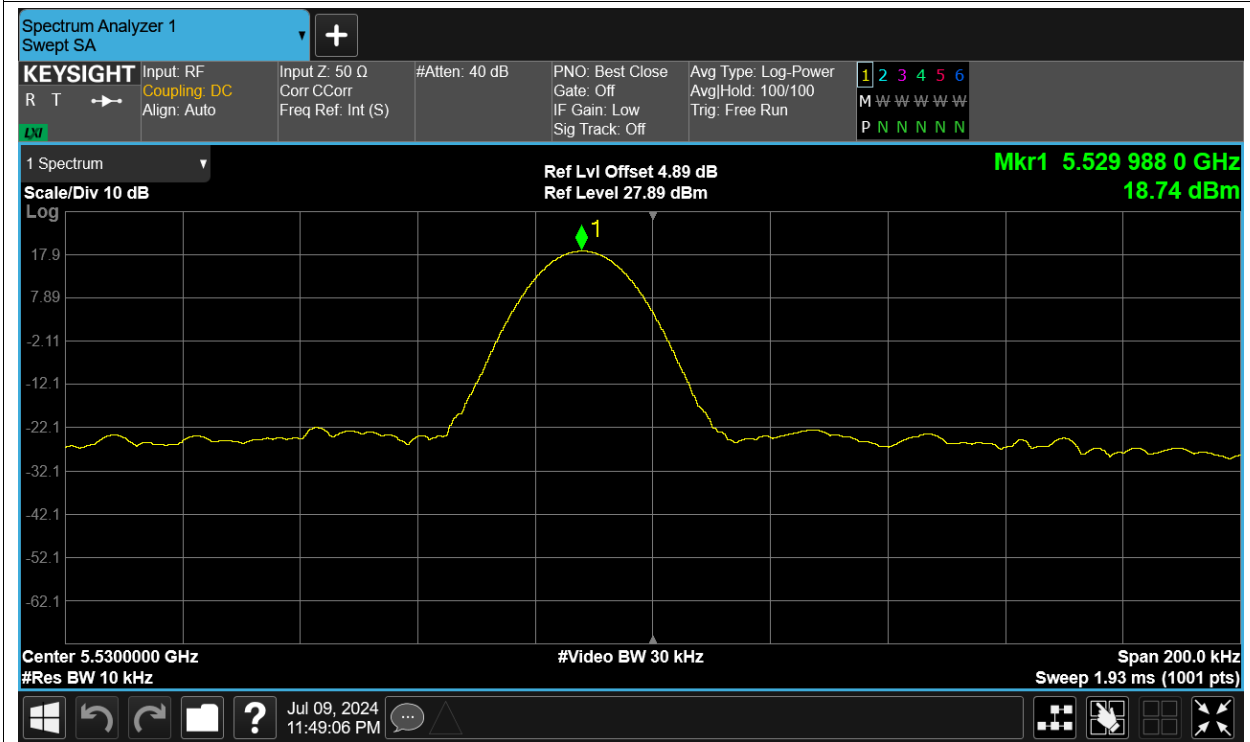 Spectrum Analyzer 1
Swept SA
KEYSIGHT
R T
LXI
Input: RF
Coupling: DC
Align: Auto
Input Z: 50 Ω
Corr CCorr
Freq Ref: Int (S)
#Atten: 40 dB
PNO: Best Close
Gate: Off
IF Gain: Low
Sig Track: Off
Avg Type: Log-Power
Avg|Hold: 100/100
Trig: Free Run
1 2 3 4 5 6
M W W W W W
P N N N N N
1 Spectrum
Scale/Div 10 dB
Log
Ref Lvl Offset 4.89 dB
Ref Level 27.89 dBm
Mkr1 5.529 988 0 GHz
18.74 dBm
1
17.9
7.89
-2.11
-12.1
-22.1
-32.1
-42.1
-52.1
-62.1
Center 5.5300000 GHz
#Res BW 10 kHz
#Video BW 30 kHz
Span 200.0 kHz
Sweep 1.93 ms (1001 pts)
?
Jul 09, 2024
11:49:06 PM